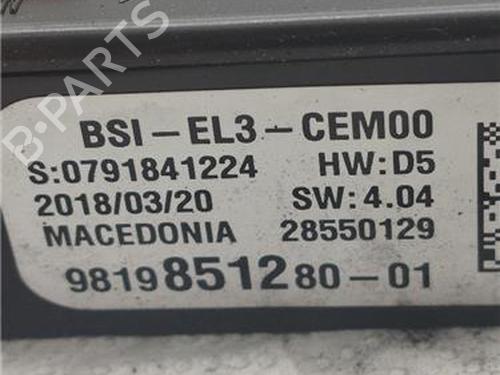 BSI-EL3-CEM00
S:0791841224 HW:D5
2018/03/20 SW:4.04
MACEDONIA 28550129
9819851280-01
B-PARTS